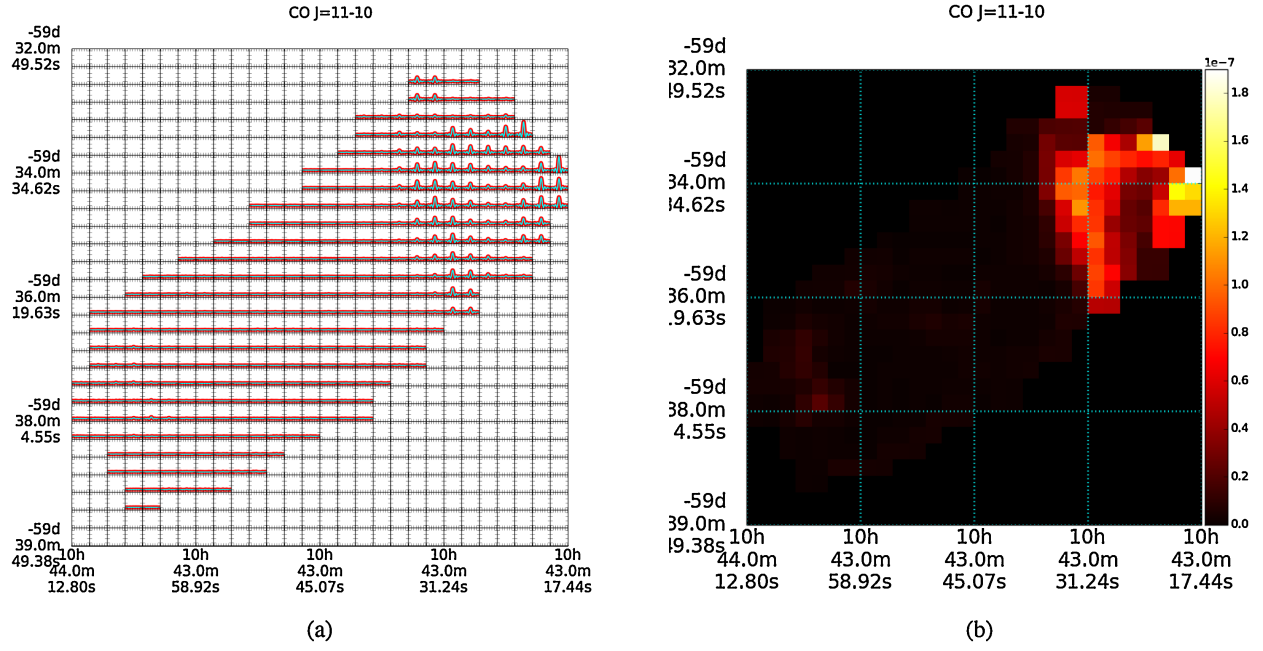 CO J=11-10
-59d
32.0m
49.52s
-59d
34.0m
34.62s
-59d
36.0m
19.63s
-59d
38.0m
4.55s
-59d
39.0m
49.38s
10h 10h 10h 10h 10h
44.0m 43.0m 43.0m 43.0m 43.0m
12.80s 58.92s 45.07s 31.24s 17.44s
(a)
CO J=11-10
-59d
32.0m
49.52s
-59d
34.0m
34.62s
-59d
36.0m
.9.63s
-59d
38.0m
4.55s
-59d
39.0m
49.38s
10h 10h 10h 10h 10h
44.0m 43.0m 43.0m 43.0m 43.0m
12.80s 58.92s 45.07s 31.24s 17.44s
1e−7
1.8
1.6
1.4
1.2
1.0
0.8
0.6
0.4
0.2
0.0
(b)